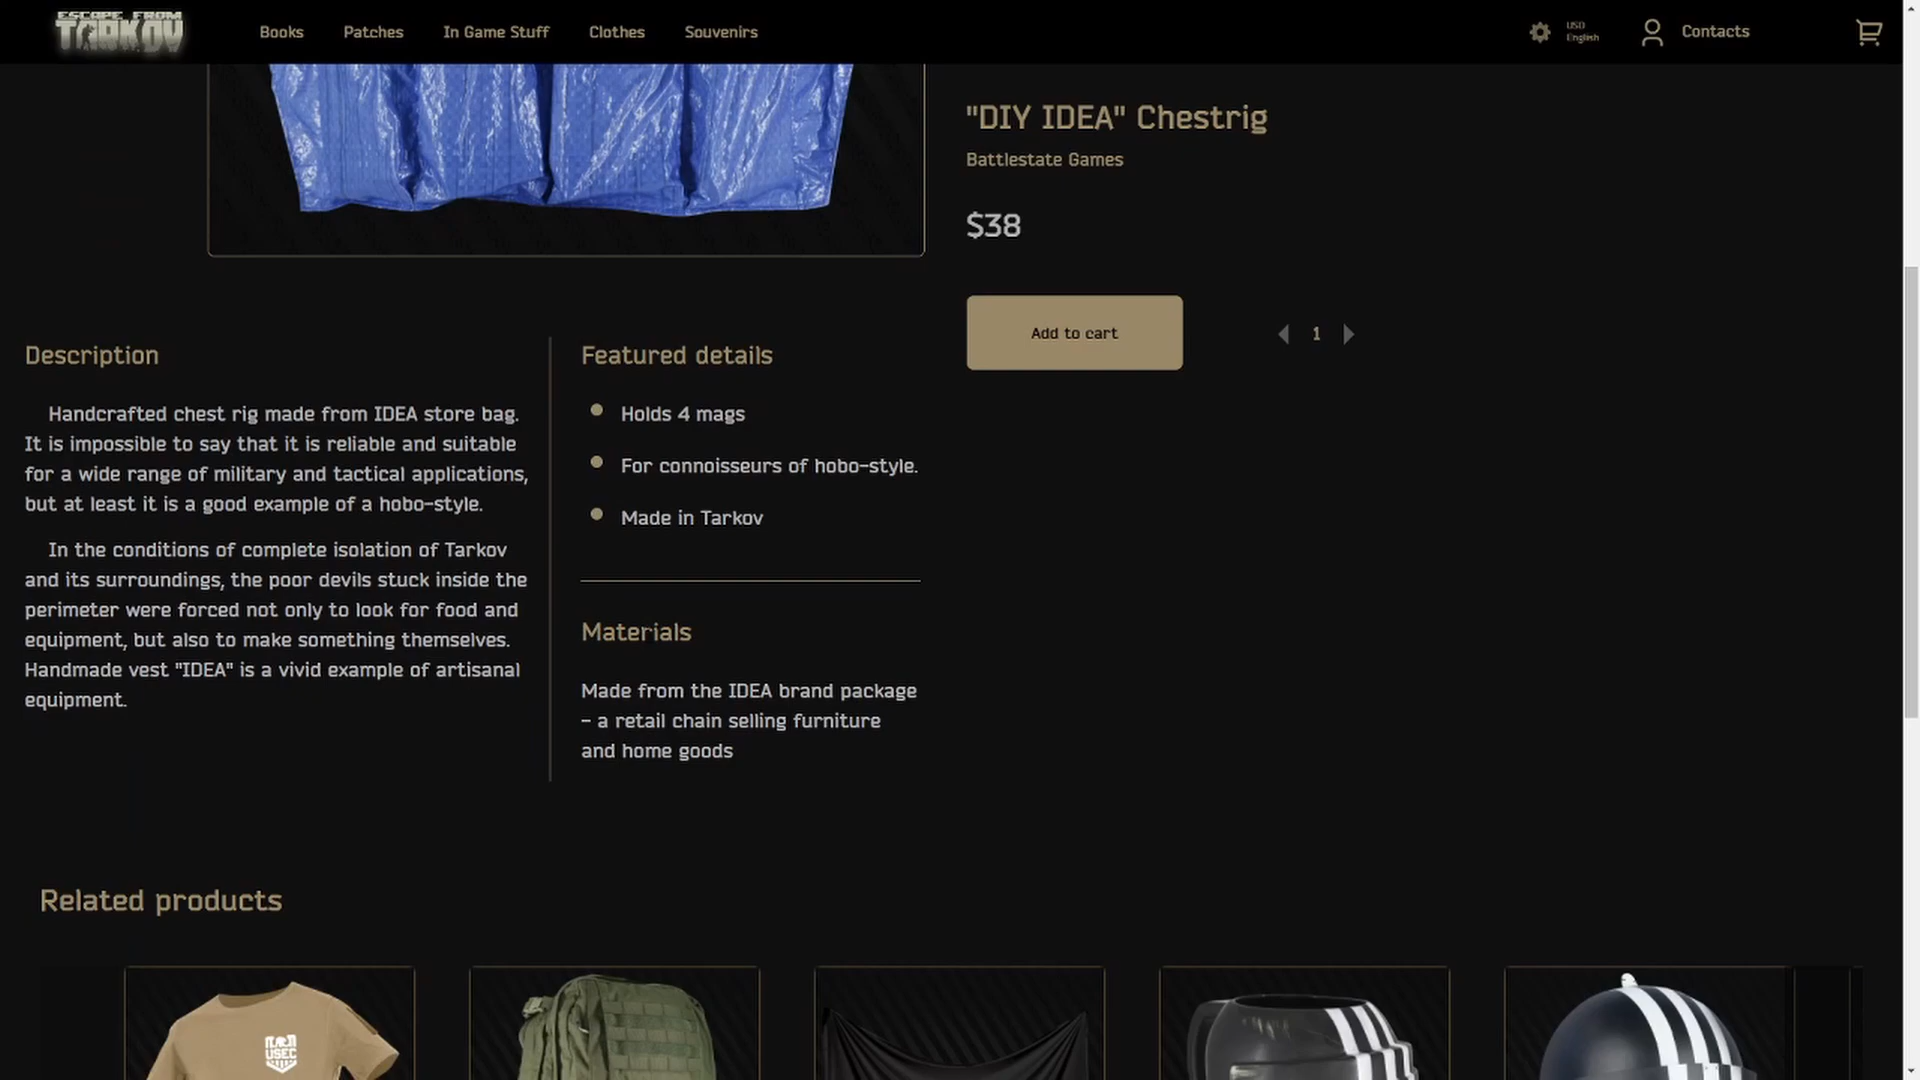 ESCAPE FROM
TARKOV
Books
Patches
In Game Stuff
Clothes
Souvenirs
USD
English
Contacts
"DIY IDEA" Chestrig
Battlestate Games
$38
Add to cart
1
Description
Handcrafted chest rig made from IDEA store bag.
It is impossible to say that it is reliable and suitable
for a wide range of military and tactical applications,
but at least it is a good example of a hobo-style.
In the conditions of complete isolation of Tarkov
and its surroundings, the poor devils stuck inside the
perimeter were forced not only to look for food and
equipment, but also to make something themselves.
Handmade vest "IDEA" is a vivid example of artisanal
equipment.
Featured details
Holds 4 mags
For connoisseurs of hobo-style.
Made in Tarkov
Materials
Made from the IDEA brand package
- a retail chain selling furniture
and home goods
Related products
USEC